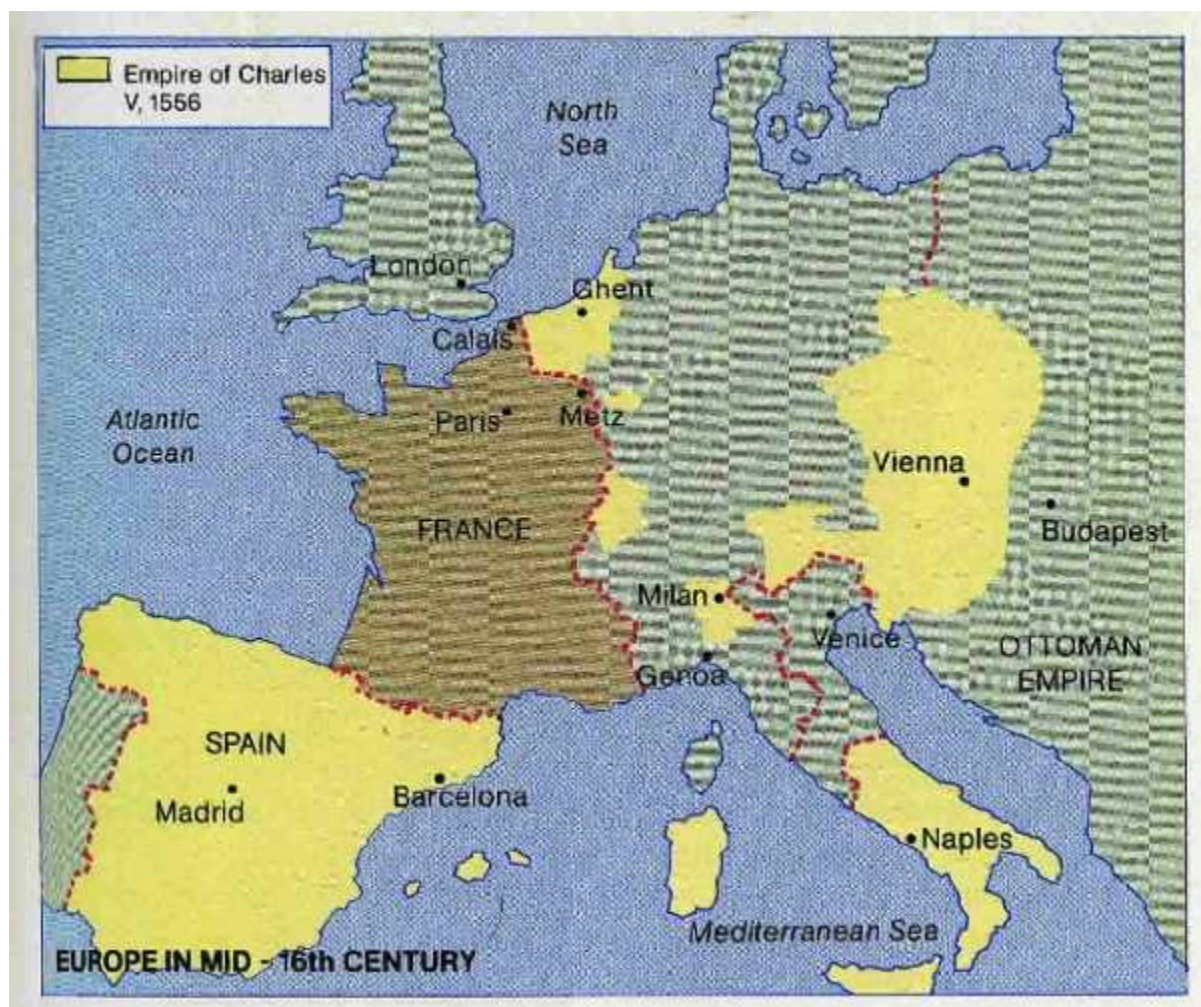 Empire of Charles
V, 1556
North
Sea
London
Ghent
Calais
Atlantic
Ocean
Paris
Metz
Vienna
FRANCE
Budapest
Milan
Venice
Genoa
OTTOMAN
EMPIRE
SPAIN
Madrid
Barcelona
Naples
Mediterranean Sea
EUROPE IN MID - 16th CENTURY